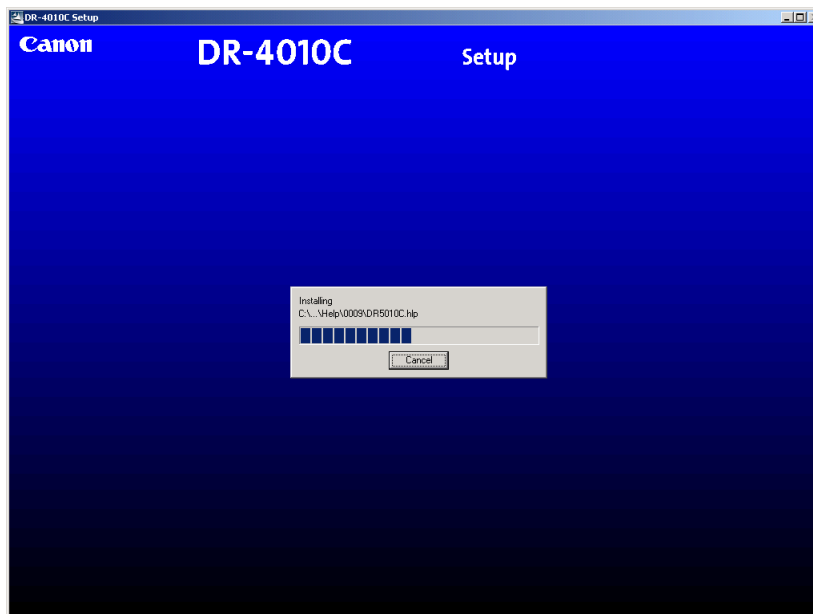 DR-4010C Setup
Canon DR-4010C Setup
Installing
C:\...\Help\0009\DR5010C.hlp
Cancel